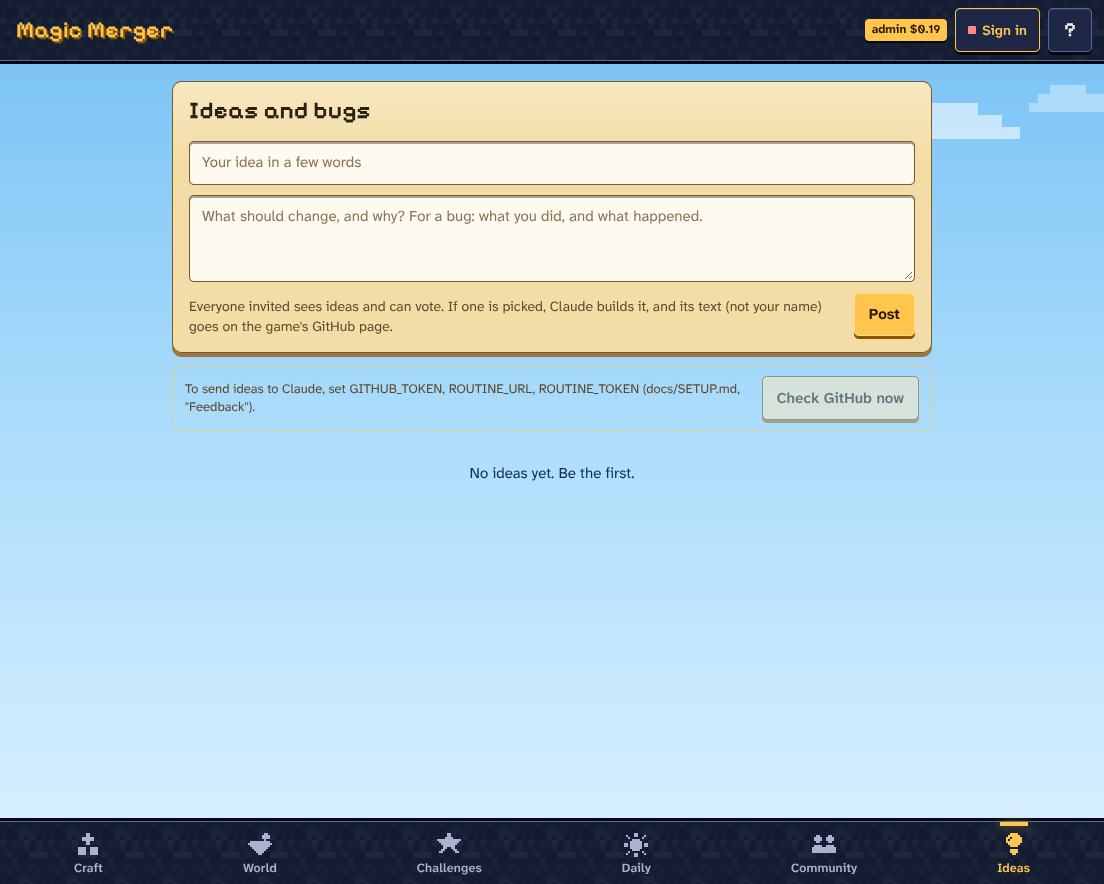 Magic Merger
admin $0.19
Sign in
?
Ideas and bugs
Your idea in a few words
What should change, and why? For a bug: what you did, and what happened.
Everyone invited sees ideas and can vote. If one is picked, Claude builds it, and its text (not your name)
goes on the game's GitHub page.
Post
To send ideas to Claude, set GITHUB_TOKEN, ROUTINE_URL, ROUTINE_TOKEN (docs/SETUP.md,
"Feedback").
Check GitHub now
No ideas yet. Be the first.
Craft
World
Challenges
Daily
Community
Ideas